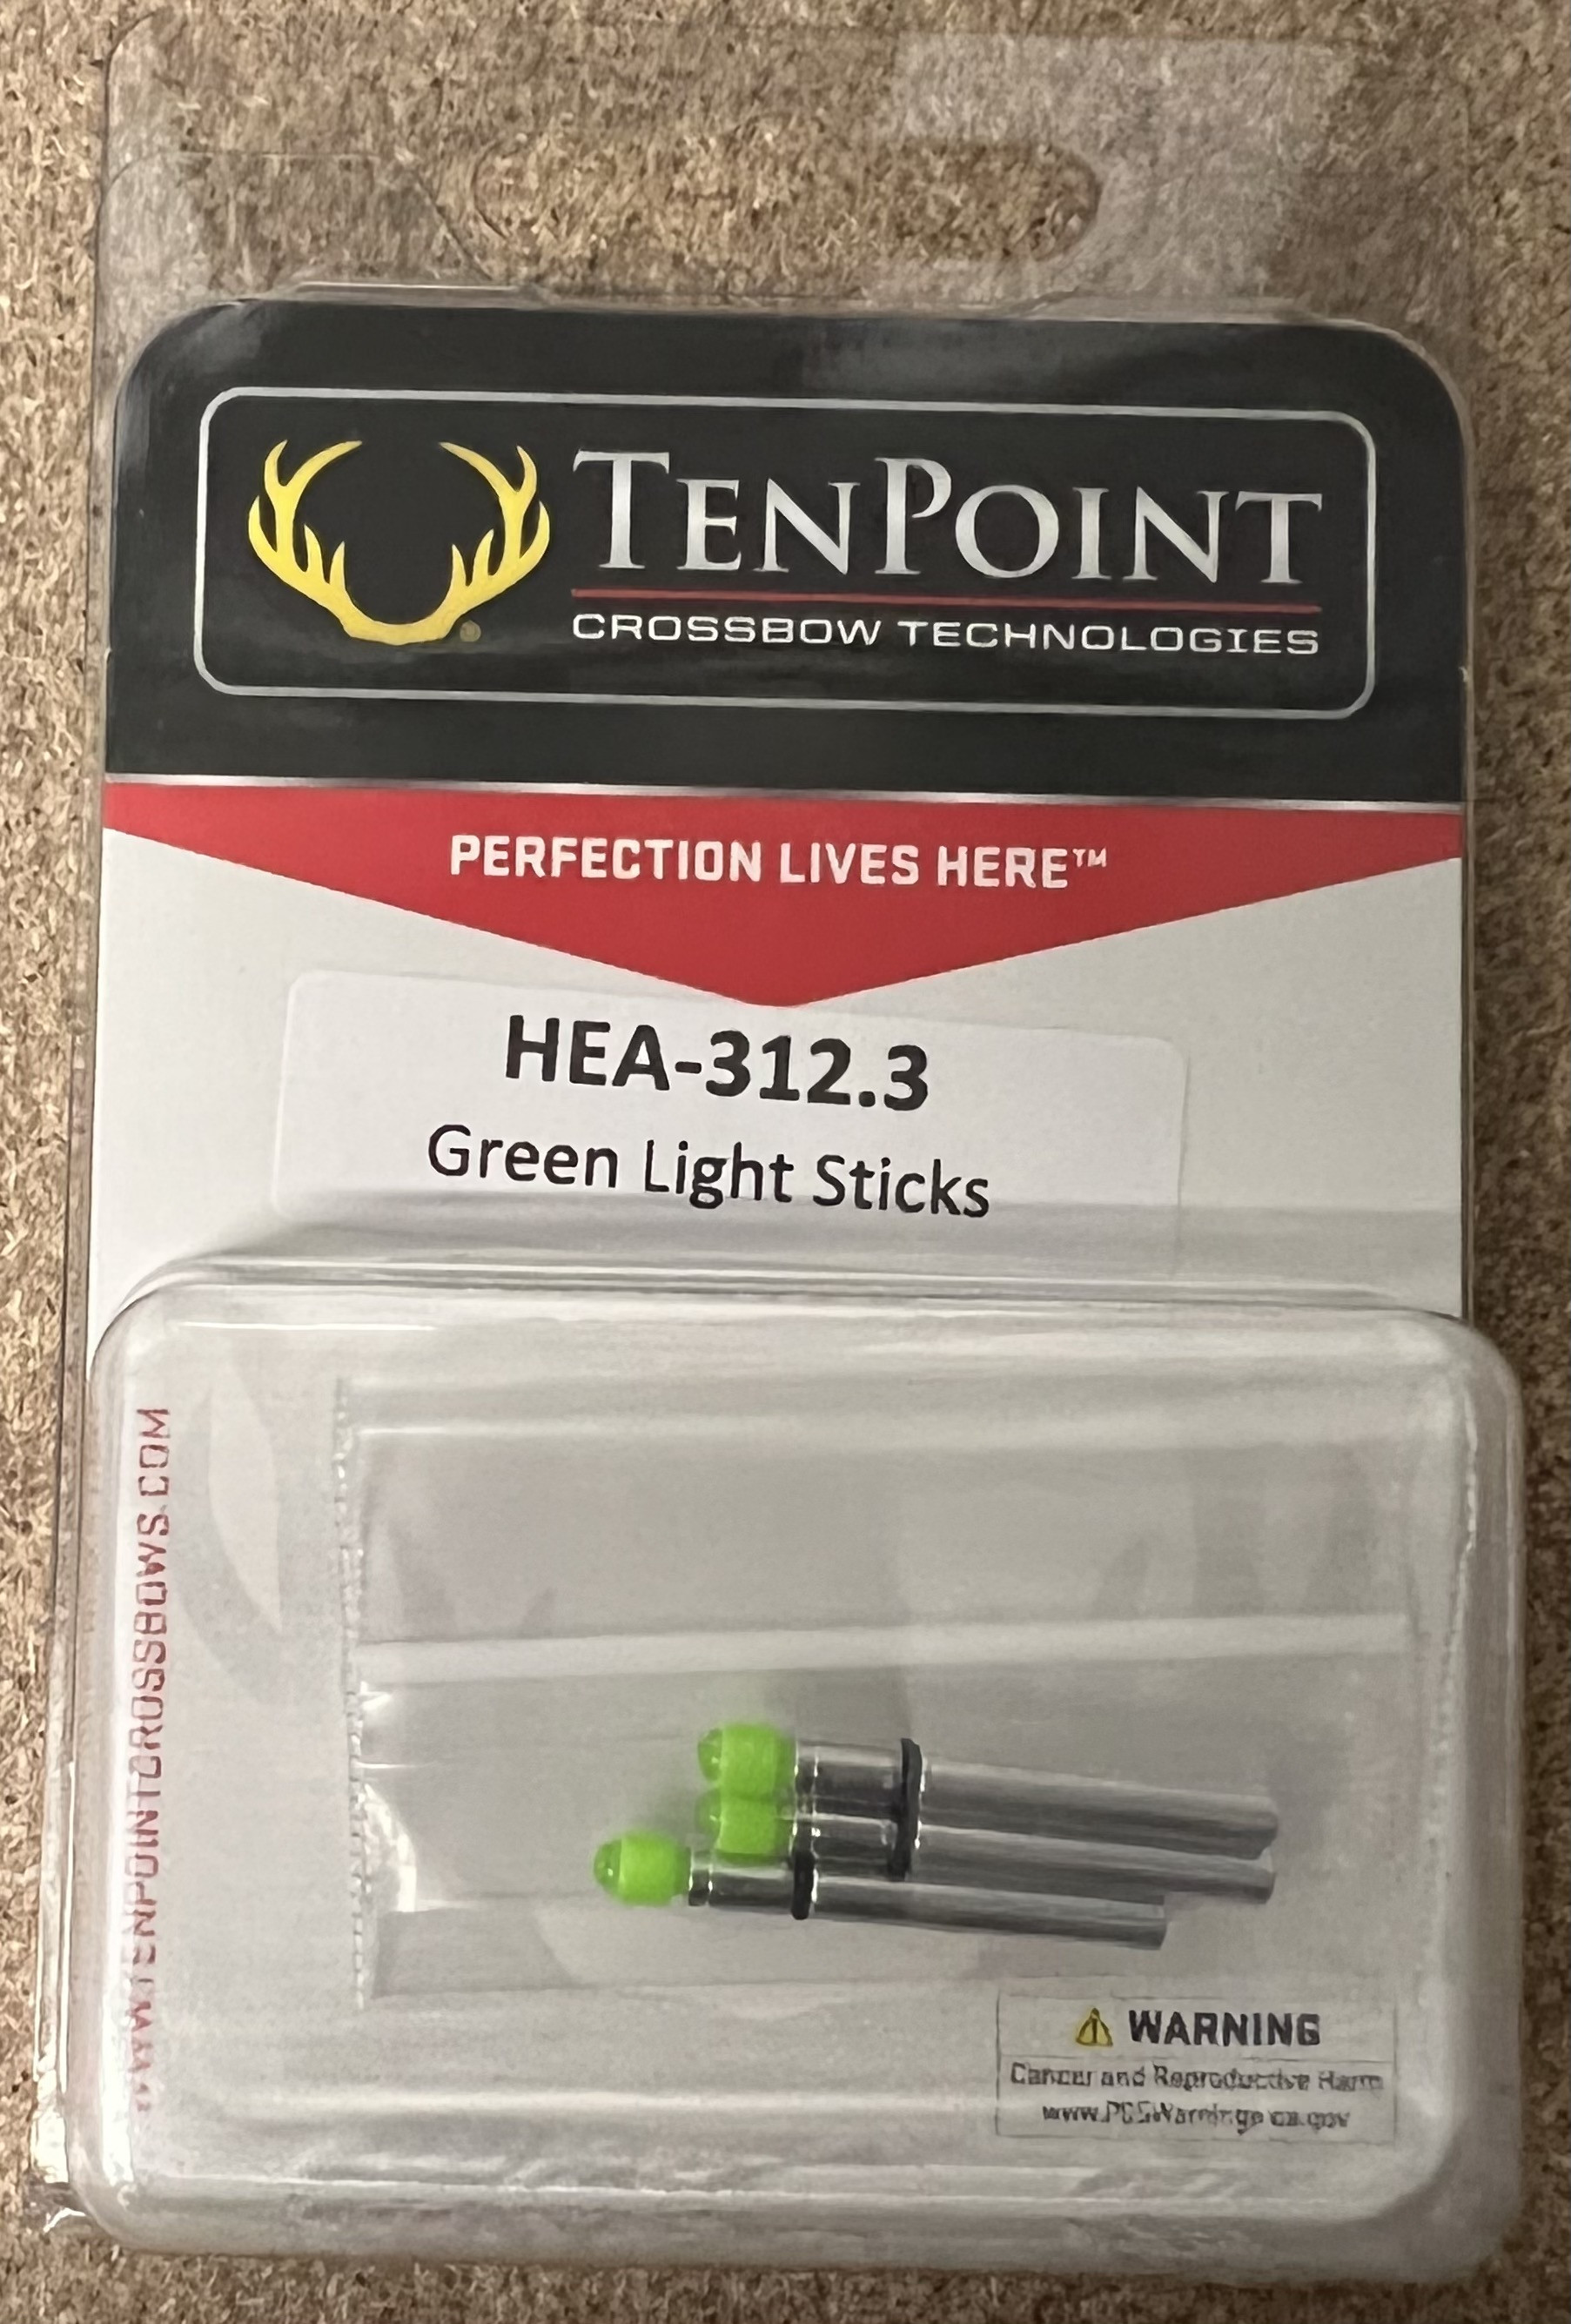 TENPOINT
CROSSBOW TECHNOLOGIES
®
PERFECTION LIVES HERE™
HEA-312.3
Green Light Sticks
WWW.TENPOINTCROSSBOWS.COM
WARNING
Cancer and Reproductive Harm